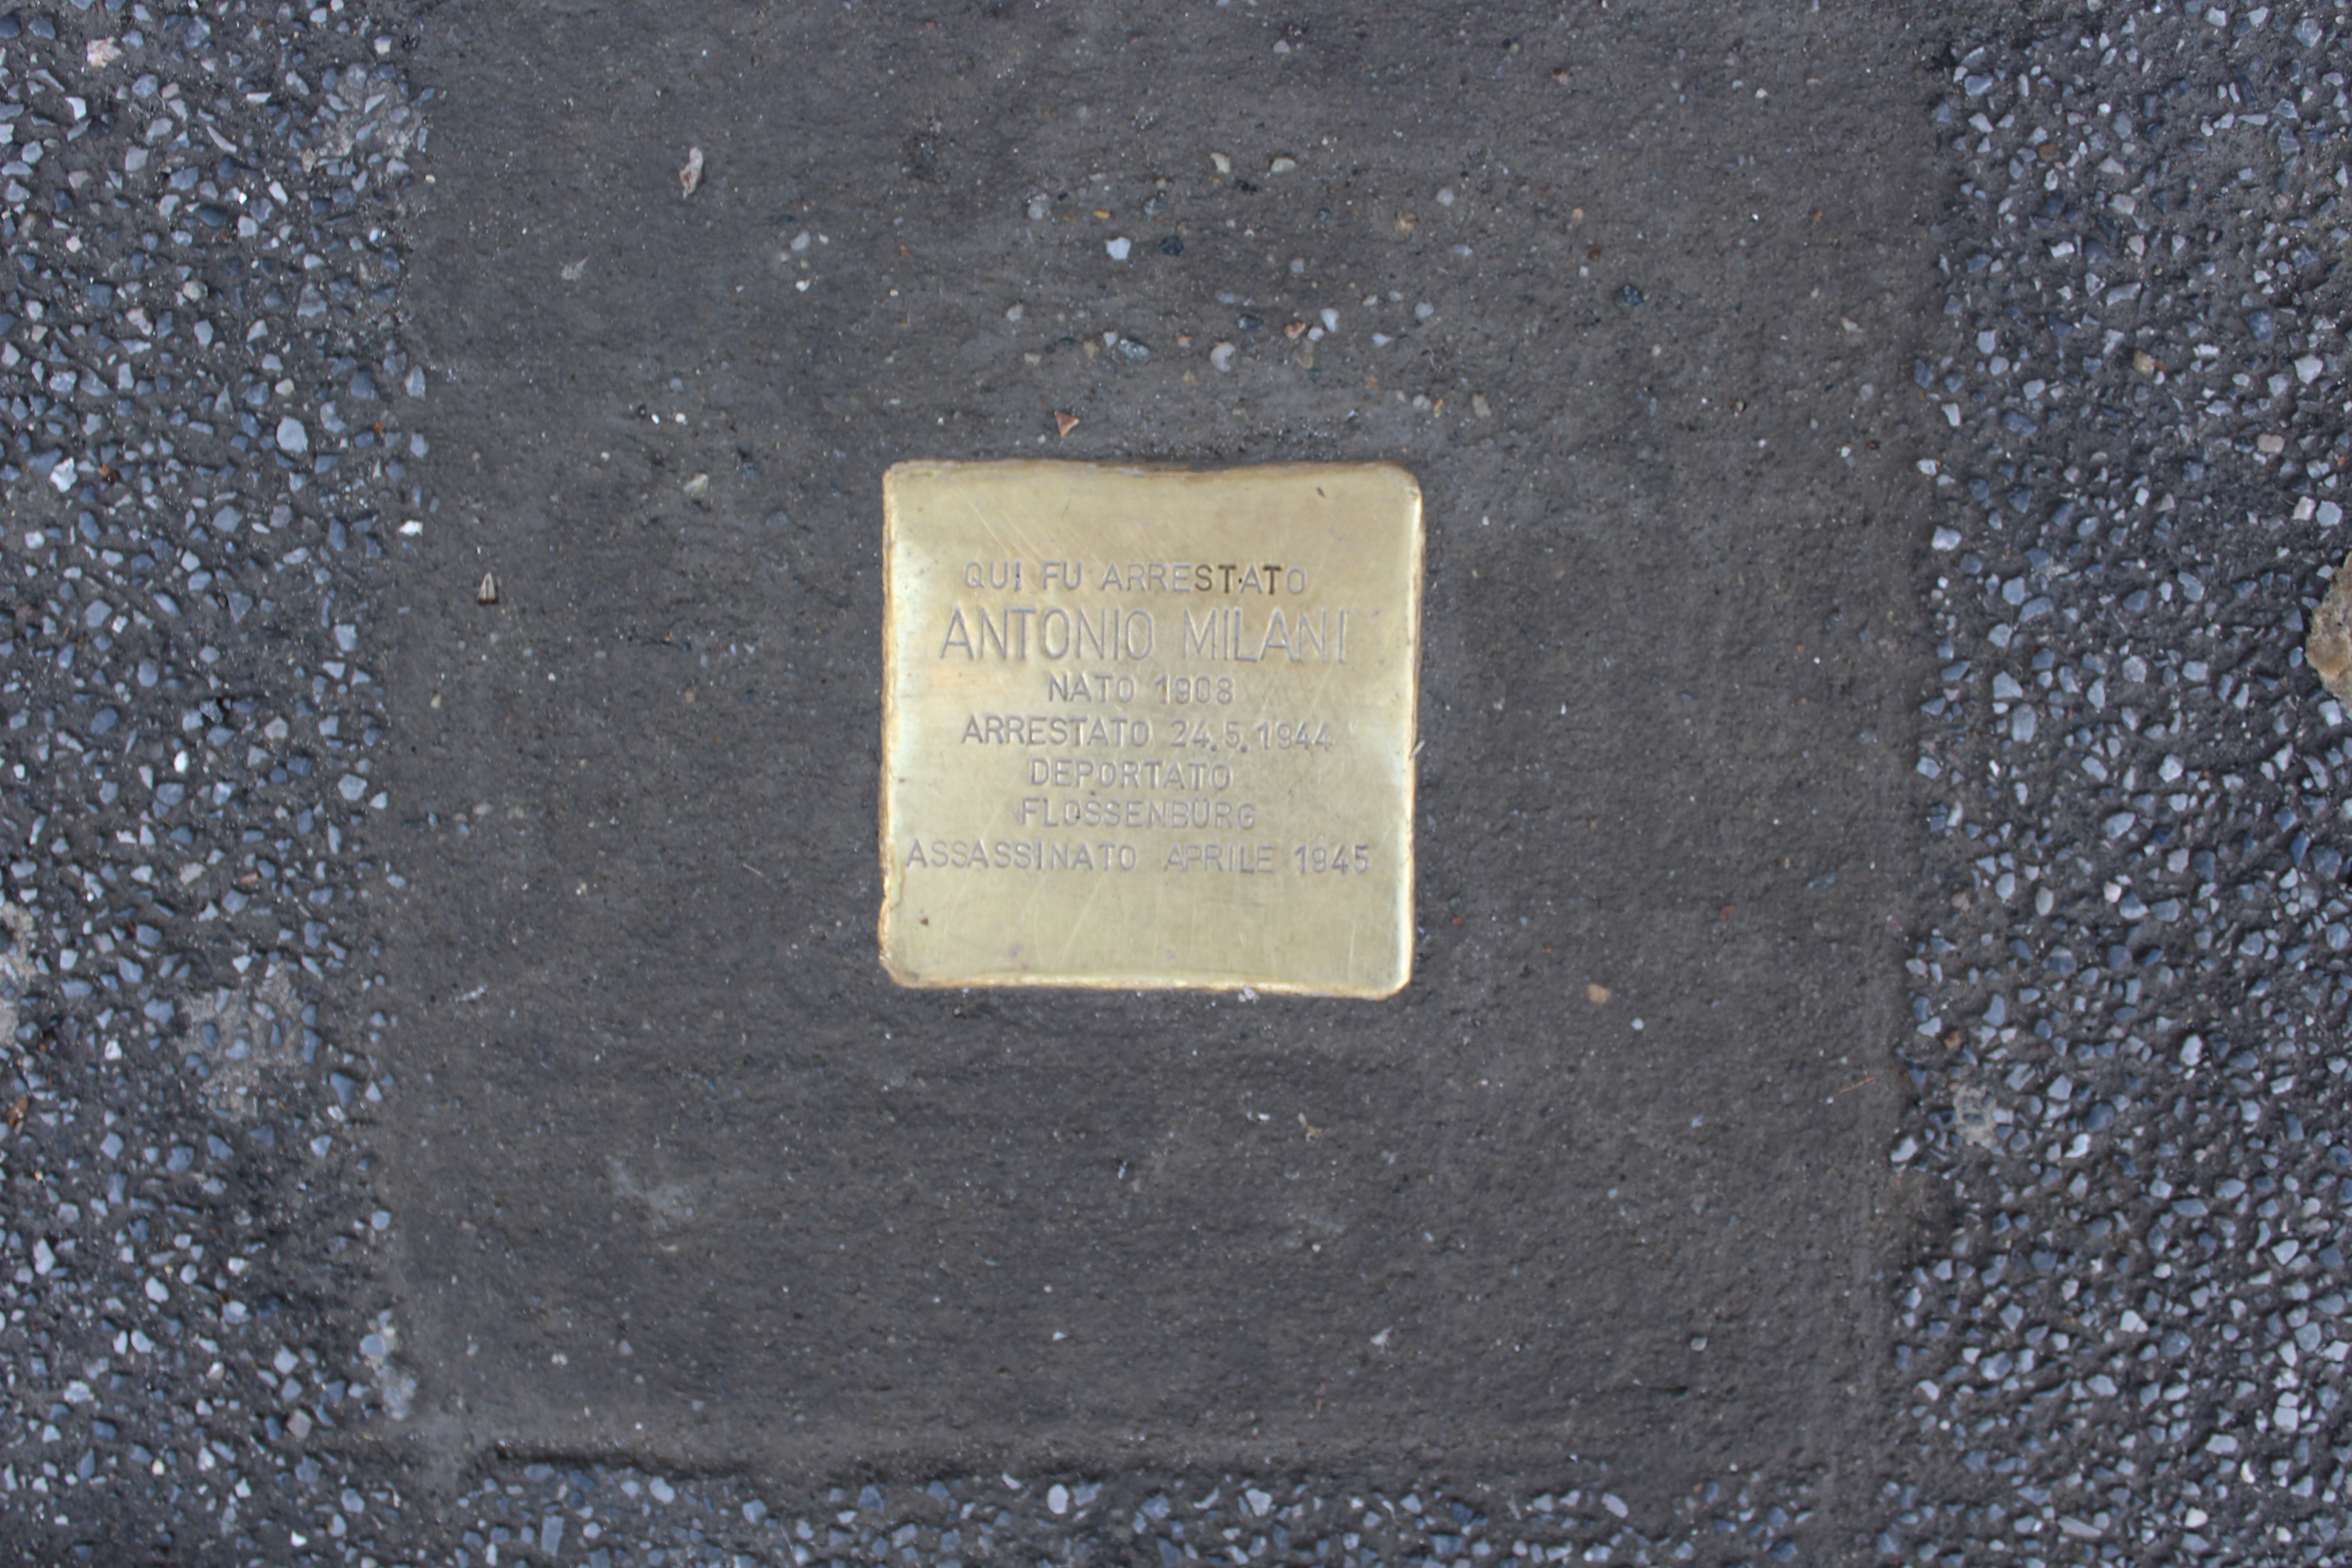 QUI FU ARRESTATO
ANTONIO MILANI
NATO 1908
ARRESTATO 24.5.1944
DEPORTATO
FLOSSENBÜRG
ASSASSINATO APRILE 1945